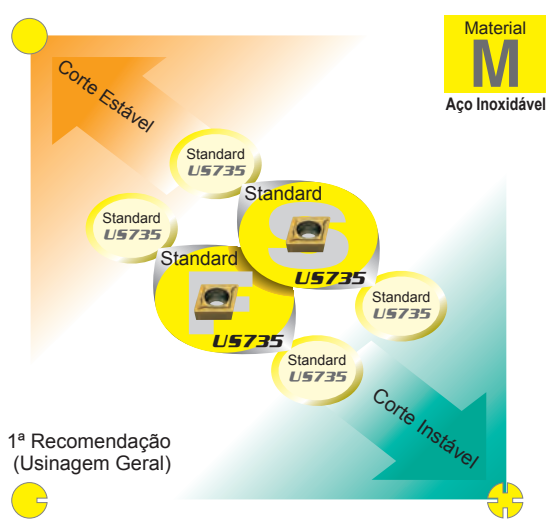 Material
M
Aço Inoxidável
Corte Estável
Standard
US735
Standard
S
US735
Standard
US735
Standard
F
US735
Standard
US735
Standard
US735
Corte Instável
1ª Recomendação
(Usinagem Geral)